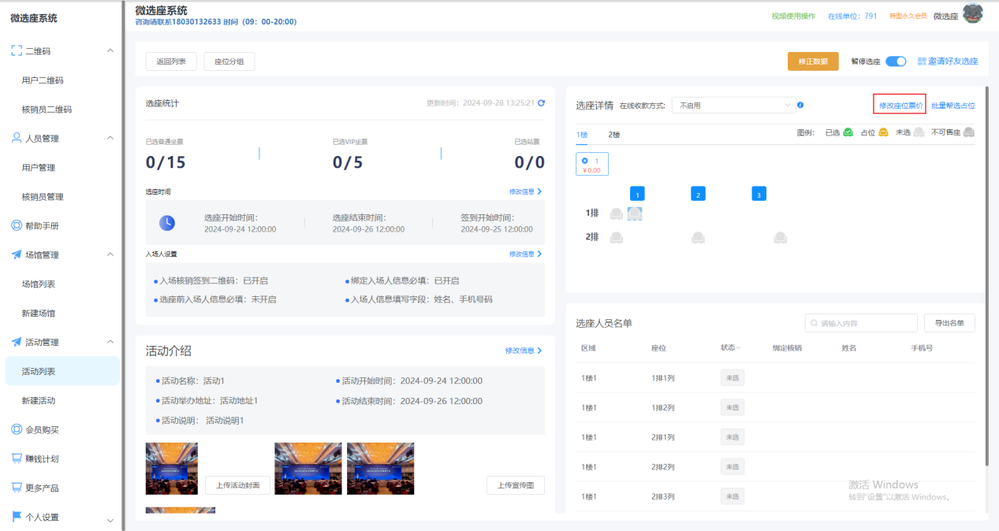 微选座系统
二维码
用户二维码
核销员二维码
人员管理
用户管理
核销员管理
帮助手册
场馆管理
场馆列表
新建场馆
活动管理
活动列表
新建活动
会员购买
赚钱计划
更多产品
个人设置
微选座系统
咨询请联系18030132633 时间（09：00-20:00）
视频使用操作 在线单位：791 特型永久会员 微选座
返回列表 座位分组 修正数据 暂停选座 邀请好友选座
选座统计 更新时间：2024-09-28 13:25:21
已选普通坐票 已选VIP坐票 已选站票
0/15 0/5 0/0
选座时间 修改信息
选座开始时间： 选座结束时间： 签到开始时间：
2024-09-24 12:00:00 2024-09-26 12:00:00 2024-09-25 12:00:00
入场人设置 修改信息
入场核销签到二维码：已开启 绑定入场人信息必填：已开启
选座前入场人信息必填：未开启 入场人信息填写字段：姓名、手机号码
活动介绍 修改信息
活动名称：活动1 活动开始时间：2024-09-24 12:00:00
活动举办地址：活动地址1 活动结束时间：2024-09-26 12:00:00
活动说明： 活动说明1
上传活动封面 上传宣传图
选座详情 在线收款方式： 不启用 修改座位票价 批量帮选占位
1楼 2楼 图例： 已选 占位 未选 不可售座
1
¥0.00
1 2 3
1排
2排
选座人员名单 请输入内容 导出名单
区域 座位 状态 绑定核销 姓名 手机号
1楼1 1排1列 未选
1楼1 1排2列 未选
1楼1 2排1列 未选
1楼1 2排2列 未选
1楼1 2排3列 未选
激活 Windows
转到"设置"以激活 Windows。